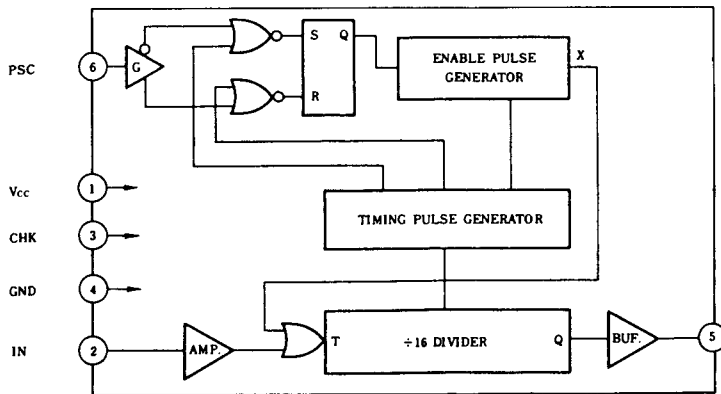 PSC 6 G S Q R
ENABLE PULSE
GENERATOR
X
Vcc 1
CHK 3
TIMING PULSE GENERATOR
GND 4
IN 2 AMP. T ÷16 DIVIDER Q BUF. 5